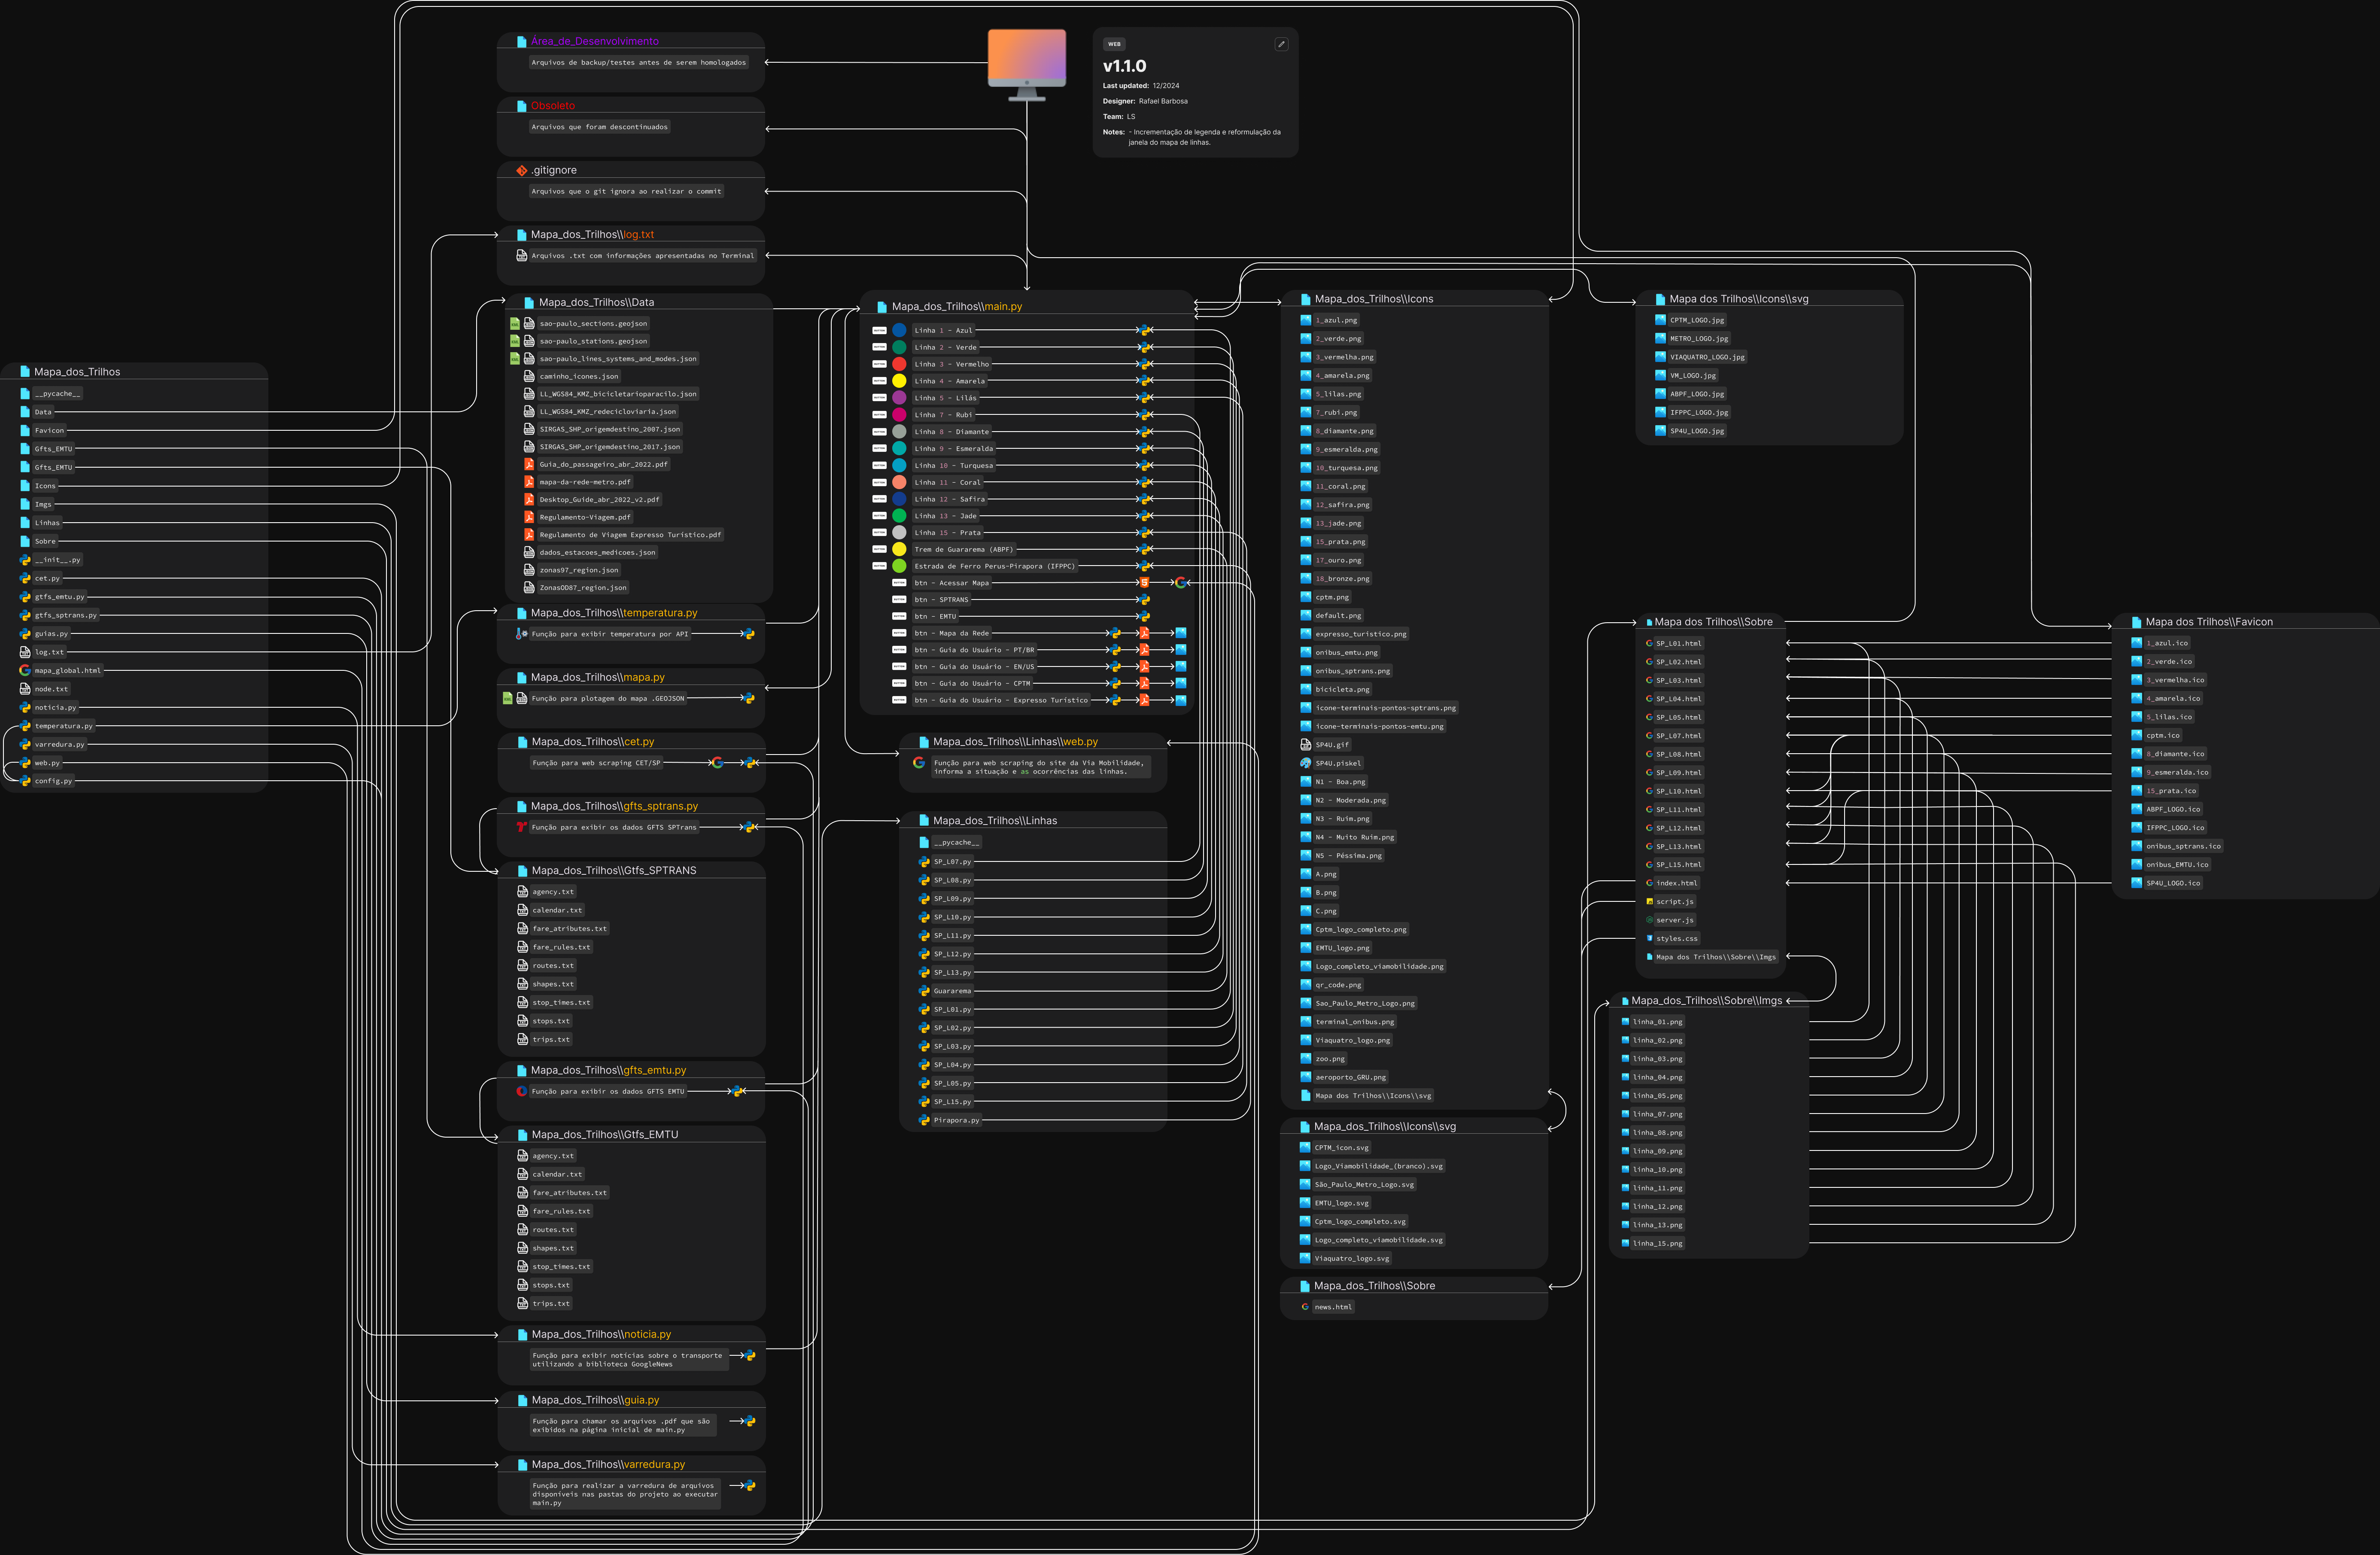 Área_de_Desenvolvimento
Arquivos de backup/testes antes de serem homologados
Obsoleto
Arquivos que foram descontinuados
.gitignore
Arquivos que o git ignora ao realizar o commit
Mapa_dos_Trilhos\\log.txt
Arquivos .txt com informações apresentadas no Terminal
WEB
v1.1.0
Last updated: 12/2024
Designer: Rafael Barbosa
Team: LS
Notes: - Incrementação de legenda e reformulação da
janela do mapa de linhas.
Mapa_dos_Trilhos
__pycache__
Data
Favicon
Gfts_EMTU
Gfts_EMTU
Icons
Imgs
Linhas
Sobre
__init__.py
cet.py
gtfs_emtu.py
gtfs_sptrans.py
guias.py
log.txt
mapa_global.html
node.txt
noticia.py
temperatura.py
varredura.py
web.py
config.py
Mapa_dos_Trilhos\\Data
sao-paulo_sections.geojson
sao-paulo_stations.geojson
sao-paulo_lines_systems_and_modes.json
caminho_icones.json
LL_WGS84_KMZ_bicicletarioparacilo.json
LL_WGS84_KMZ_redecicloviaria.json
SIRGAS_SHP_origemdestino_2007.json
SIRGAS_SHP_origemdestino_2017.json
Guia_do_passageiro_abr_2022.pdf
mapa-da-rede-metro.pdf
Desktop_Guide_abr_2022_v2.pdf
Regulamento-Viagem.pdf
Regulamento de Viagem Expresso Turístico.pdf
dados_estacoes_medicoes.json
zonas97_region.json
ZonasOD87_region.json
Mapa_dos_Trilhos\\temperatura.py
Função para exibir temperatura por API
Mapa_dos_Trilhos\\mapa.py
Função para plotagem do mapa .GEOJSON
Mapa_dos_Trilhos\\cet.py
Função para web scraping CET/SP
Mapa_dos_Trilhos\\gfts_sptrans.py
Função para exibir os dados GFTS SPTrans
Mapa_dos_Trilhos\\Gtfs_SPTRANS
agency.txt
calendar.txt
fare_atributes.txt
fare_rules.txt
routes.txt
shapes.txt
stop_times.txt
stops.txt
trips.txt
Mapa_dos_Trilhos\\gfts_emtu.py
Função para exibir os dados GFTS EMTU
Mapa_dos_Trilhos\\Gtfs_EMTU
agency.txt
calendar.txt
fare_atributes.txt
fare_rules.txt
routes.txt
shapes.txt
stop_times.txt
stops.txt
trips.txt
Mapa_dos_Trilhos\\noticia.py
Função para exibir notícias sobre o transporte
utilizando a biblioteca GoogleNews
Mapa_dos_Trilhos\\guia.py
Função para chamar os arquivos .pdf que são
exibidos na página inicial de main.py
Mapa_dos_Trilhos\\varredura.py
Função para realizar a varredura de arquivos
disponíveis nas pastas do projeto ao executar
main.py
Mapa_dos_Trilhos\\main.py
Linha 1 - Azul
Linha 2 - Verde
Linha 3 - Vermelho
Linha 4 - Amarela
Linha 5 - Lilás
Linha 7 - Rubi
Linha 8 - Diamante
Linha 9 - Esmeralda
Linha 10 - Turquesa
Linha 11 - Coral
Linha 12 - Safira
Linha 13 - Jade
Linha 15 - Prata
Trem de Guararema (ABPF)
Estrada de Ferro Perus-Pirapora (IFPPC)
btn - Acessar Mapa
btn - SPTRANS
btn - EMTU
btn - Mapa da Rede
btn - Guia do Usuário - PT/BR
btn - Guia do Usuário - EN/US
btn - Guia do Usuário - CPTM
btn - Guia do Usuário - Expresso Turístico
Mapa_dos_Trilhos\\Linhas\\web.py
Função para web scraping do site da Via Mobilidade,
informa a situação e as ocorrências das linhas.
Mapa_dos_Trilhos\\Linhas
__pycache__
SP_L07.py
SP_L08.py
SP_L09.py
SP_L10.py
SP_L11.py
SP_L12.py
SP_L13.py
Guararema
SP_L01.py
SP_L02.py
SP_L03.py
SP_L04.py
SP_L05.py
SP_L15.py
Pirapora.py
Mapa_dos_Trilhos\\Icons
1_azul.png
2_verde.png
3_vermelha.png
4_amarela.png
5_lilas.png
7_rubi.png
8_diamante.png
9_esmeralda.png
10_turquesa.png
11_coral.png
12_safira.png
13_jade.png
15_prata.png
17_ouro.png
18_bronze.png
cptm.png
default.png
expresso_turistico.png
onibus_emtu.png
onibus_sptrans.png
bicicleta.png
icone-terminais-pontos-sptrans.png
icone-terminais-pontos-emtu.png
SP4U.gif
SP4U.piskel
N1 - Boa.png
N2 - Moderada.png
N3 - Ruim.png
N4 - Muito Ruim.png
N5 - Péssima.png
A.png
B.png
C.png
Cptm_logo_completo.png
EMTU_logo.png
Logo_completo_viamobilidade.png
qr_code.png
Sao_Paulo_Metro_Logo.png
terminal_onibus.png
Viaquatro_logo.png
zoo.png
aeroporto_GRU.png
Mapa dos Trilhos\\Icons\\svg
Mapa_dos_Trilhos\\Icons\\svg
CPTM_icon.svg
Logo_Viamobilidade_(branco).svg
São_Paulo_Metro_Logo.svg
EMTU_logo.svg
Cptm_logo_completo.svg
Logo_completo_viamobilidade.svg
Viaquatro_logo.svg
Mapa_dos_Trilhos\\Sobre
news.html
Mapa dos Trilhos\\Icons\\svg
CPTM_LOGO.jpg
METRO_LOGO.jpg
VIAQUATRO_LOGO.jpg
VM_LOGO.jpg
ABPF_LOGO.jpg
IFPPC_LOGO.jpg
SP4U_LOGO.jpg
Mapa dos Trilhos\\Sobre
SP_L01.html
SP_L02.html
SP_L03.html
SP_L04.html
SP_L05.html
SP_L07.html
SP_L08.html
SP_L09.html
SP_L10.html
SP_L11.html
SP_L12.html
SP_L13.html
SP_L15.html
index.html
script.js
server.js
styles.css
Mapa dos Trilhos\\Sobre\\Imgs
Mapa_dos_Trilhos\\Sobre\\Imgs
linha_01.png
linha_02.png
linha_03.png
linha_04.png
linha_05.png
linha_07.png
linha_08.png
linha_09.png
linha_10.png
linha_11.png
linha_12.png
linha_13.png
linha_15.png
Mapa dos Trilhos\\Favicon
1_azul.ico
2_verde.ico
3_vermelha.ico
4_amarela.ico
5_lilas.ico
cptm.ico
8_diamante.ico
9_esmeralda.ico
15_prata.ico
ABPF_LOGO.ico
IFPPC_LOGO.ico
onibus_sptrans.ico
onibus_EMTU.ico
SP4U_LOGO.ico